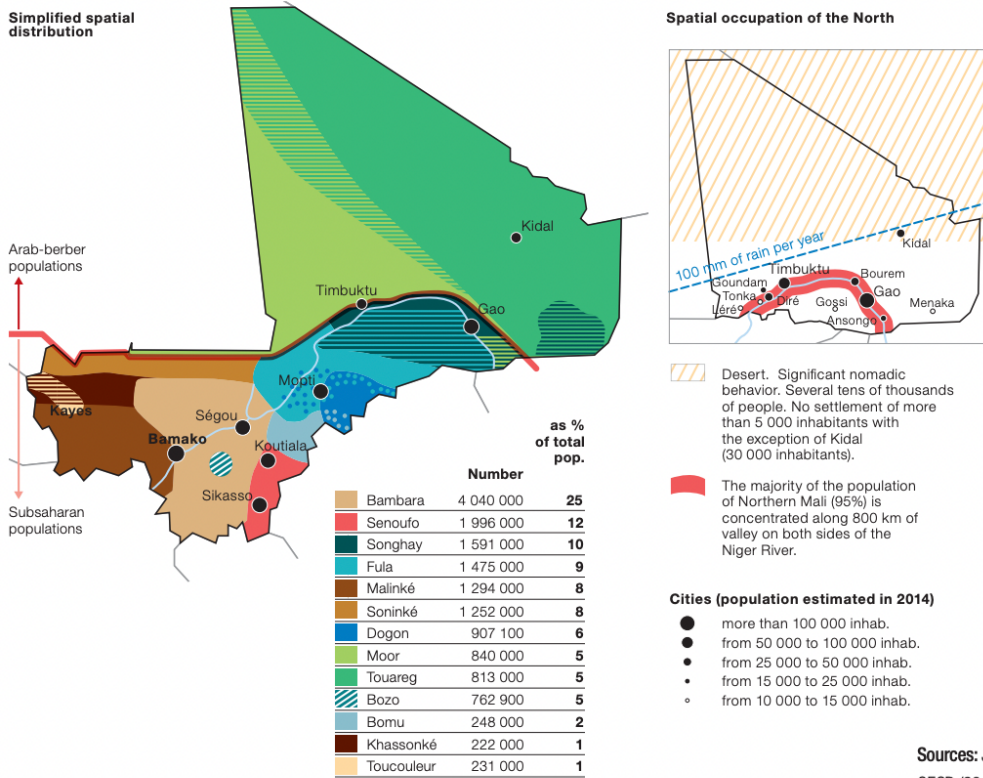 Simplified spatial
distribution
Arab-berber
populations
Subsaharan
populations
Kidal
Timbuktu
Gao
Mopti
Kayes
Ségou
Bamako
Koutiala
Sikasso
as %
of total
pop.
Number
Bambara 4 040 000 25
Senoufo 1 996 000 12
Songhay 1 591 000 10
Fula 1 475 000 9
Malinké 1 294 000 8
Soninké 1 252 000 8
Dogon 907 100 6
Moor 840 000 5
Touareg 813 000 5
Bozo 762 900 5
Bomu 248 000 2
Khassonké 222 000 1
Toucouleur 231 000 1
Spatial occupation of the North
100 mm of rain per year
Kidal
Timbuktu
Bourem
Goundam
Gao
Tonka
Diré
Gossi
Menaka
Léré
Ansongo
Desert. Significant nomadic
behavior. Several tens of thousands
of people. No settlement of more
than 5 000 inhabitants with
the exception of Kidal
(30 000 inhabitants).
The majority of the population
of Northern Mali (95%) is
concentrated along 800 km of
valley on both sides of the
Niger River.
Cities (population estimated in 2014)
more than 100 000 inhab.
from 50 000 to 100 000 inhab.
from 25 000 to 50 000 inhab.
from 15 000 to 25 000 inhab.
from 10 000 to 15 000 inhab.
Sources: